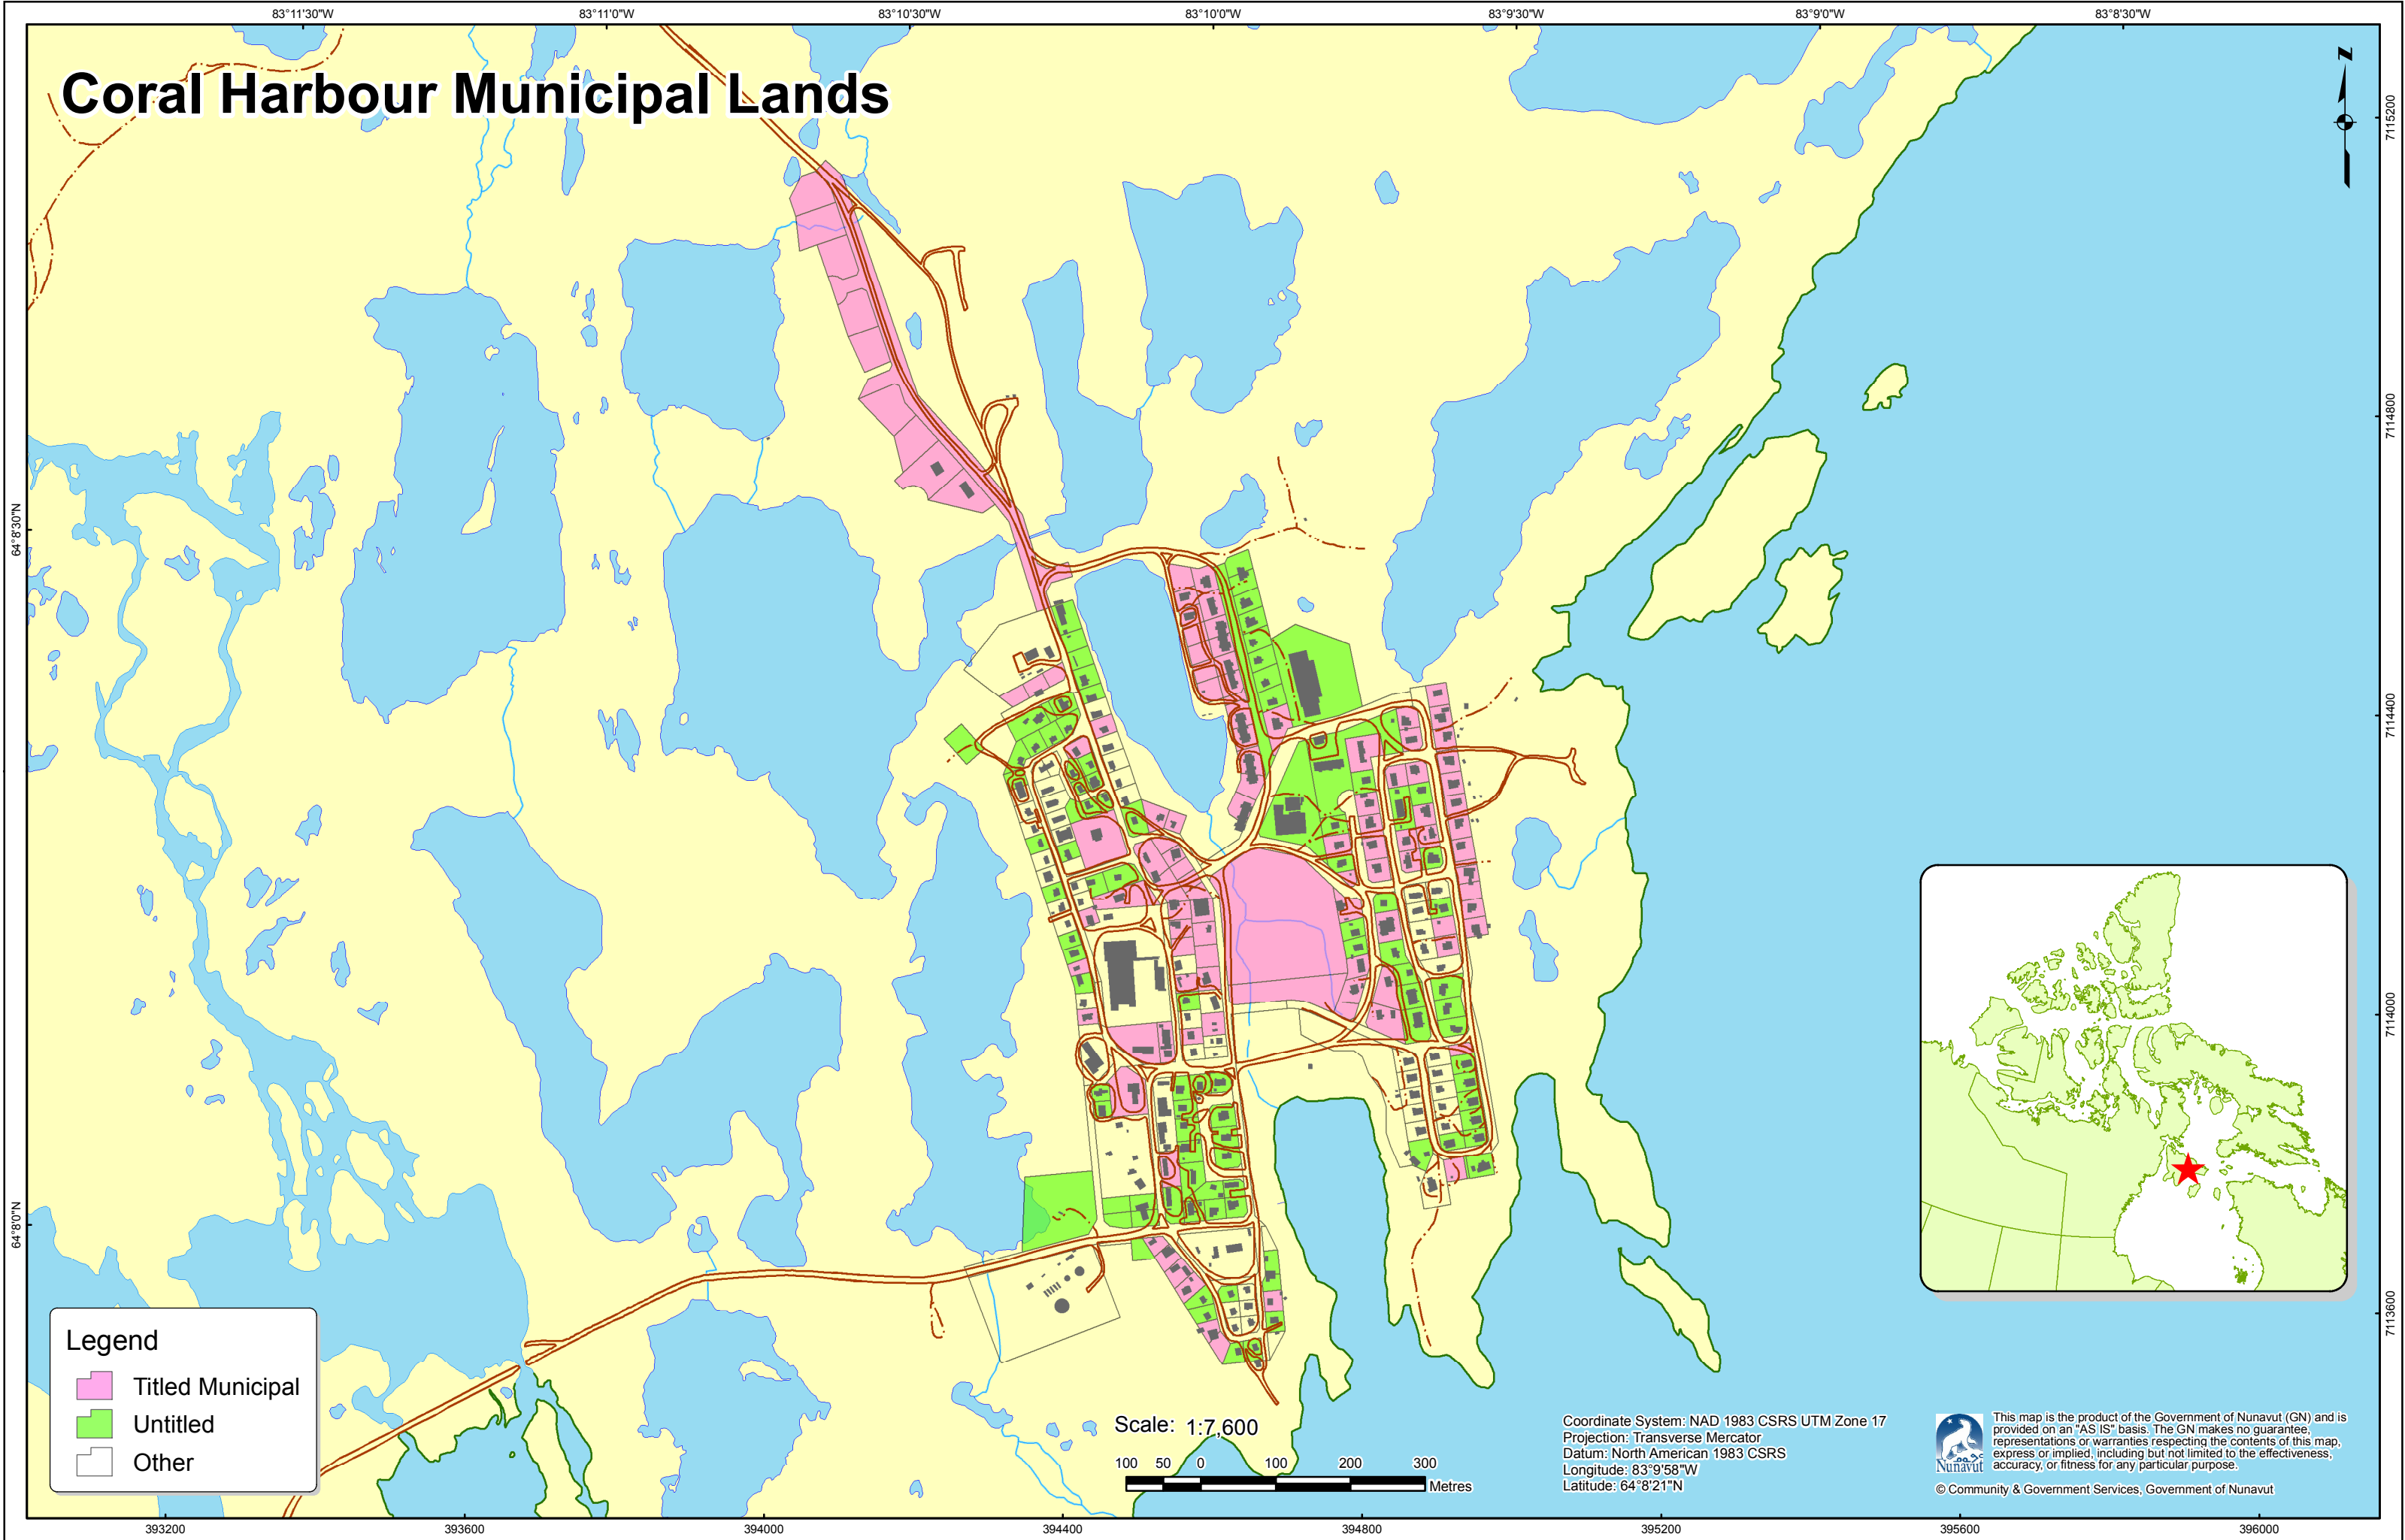 83°11'30"W
83°11'0"W
83°10'30"W
83°10'0"W
83°9'30"W
83°9'0"W
83°8'30"W
Coral Harbour Municipal Lands
N
7115200
7114800
64°8'30"N
7114400
7114000
64°8'0"N
7113600
Legend
Titled Municipal
Untitled
Other
Scale: 1:7,600
100 50 0 100 200 300
Metres
Coordinate System: NAD 1983 CSRS UTM Zone 17
Projection: Transverse Mercator
Datum: North American 1983 CSRS
Longitude: 83°9'58"W
Latitude: 64°8'21"N
Nunavut
This map is the product of the Government of Nunavut (GN) and is
provided on an "AS IS" basis. The GN makes no guarantee,
representations or warranties respecting the contents of this map,
express or implied, including but not limited to the effectiveness,
accuracy, or fitness for any particular purpose.
© Community & Government Services, Government of Nunavut
393200
393600
394000
394400
394800
395200
395600
396000